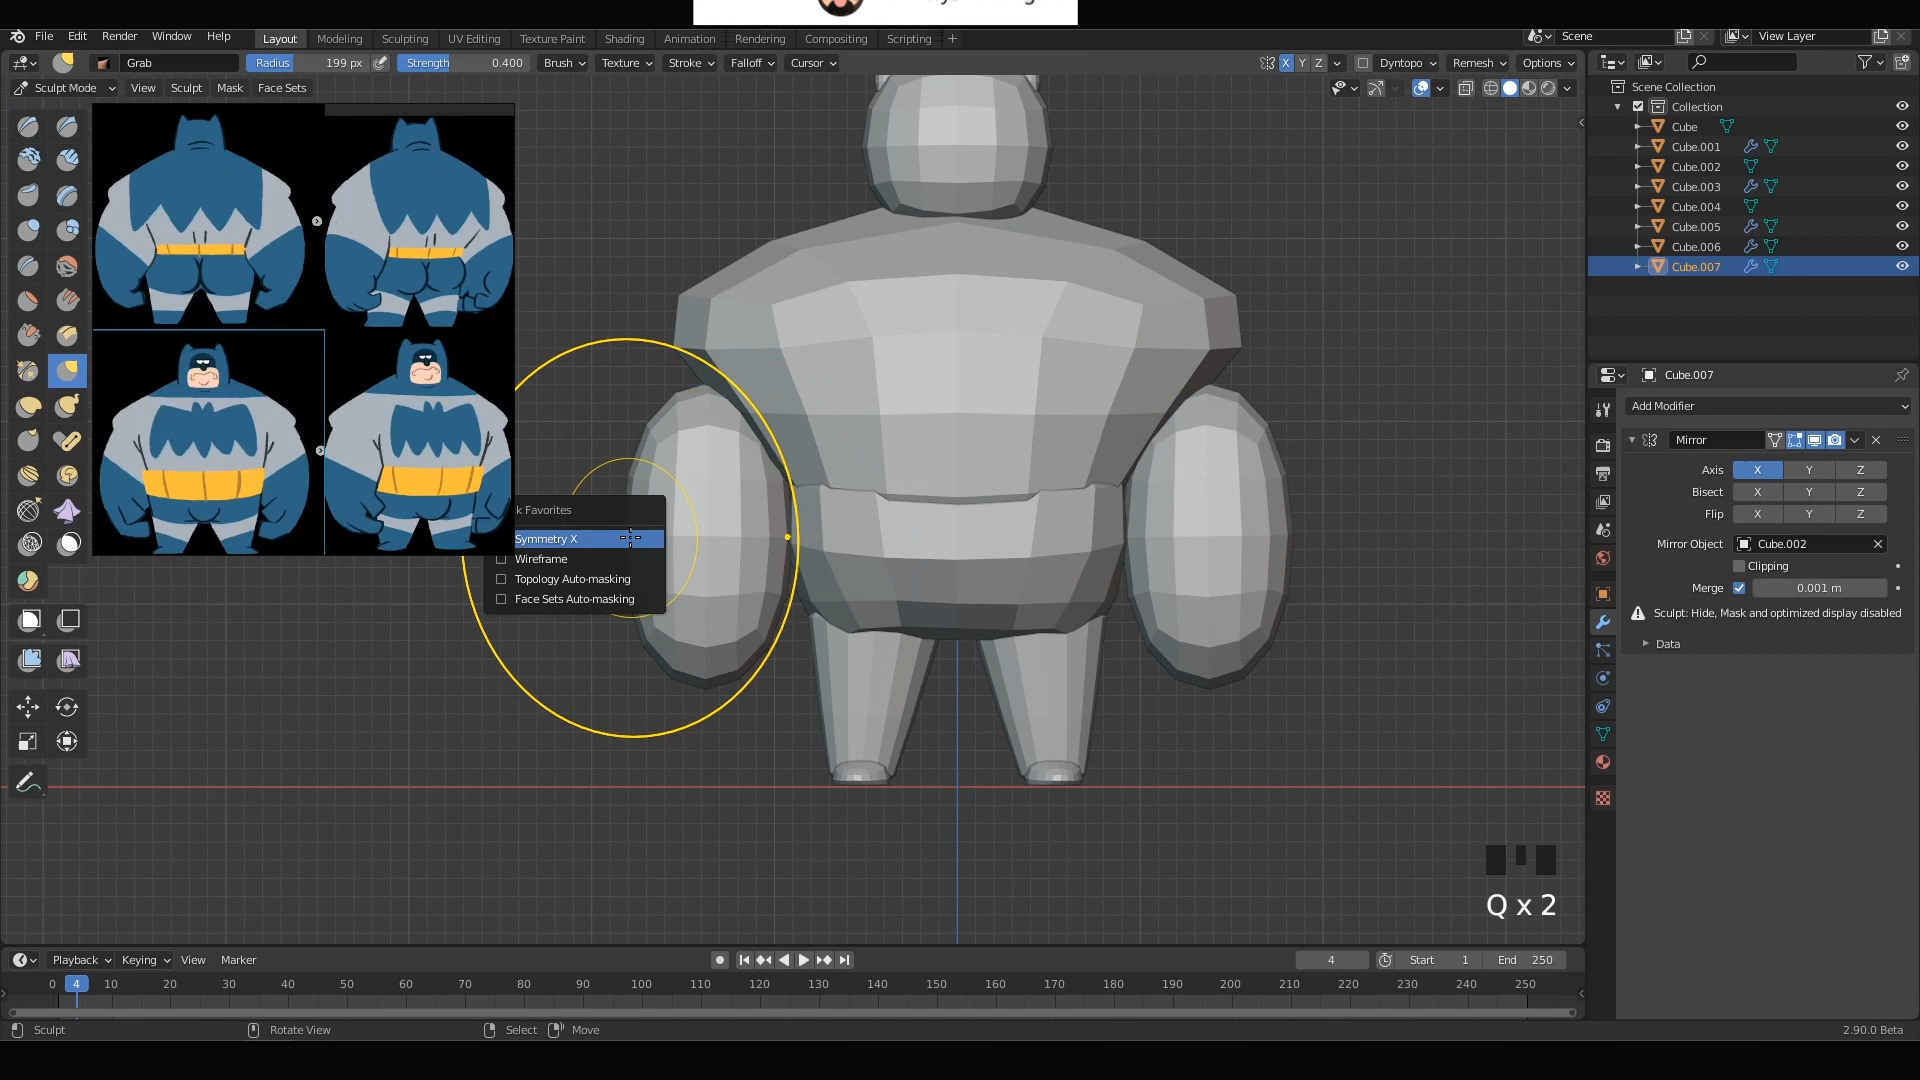 File Edit Render Window Help Layout Modeling Sculpting UV Editing Texture Paint Shading Animation Rendering Compositing Scripting + Scene View Layer
Grab Radius 199 px Strength 0.400 Brush Texture Stroke Falloff Cursor X Y Z Dyntopo Remesh Options
Sculpt Mode View Sculpt Mask Face Sets
Scene Collection
Collection
Cube
Cube.001
Cube.002
Cube.003
Cube.004
Cube.005
Cube.006
Cube.007
k Favorites
Symmetry X
Wireframe
Topology Auto-masking
Face Sets Auto-masking
Cube.007
Add Modifier
Mirror
Axis X Y Z
Bisect X Y Z
Flip X Y Z
Mirror Object Cube.002
Clipping
Merge 0.001 m
Sculpt: Hide, Mask and optimized display disabled
Data
Q x 2
Playback Keying View Marker 4 Start 1 End 250
0 4 10 20 30 40 50 60 70 80 90 100 110 120 130 140 150 160 170 180 190 200 210 220 230 240 250
Sculpt Rotate View Select Move 2.90.0 Beta